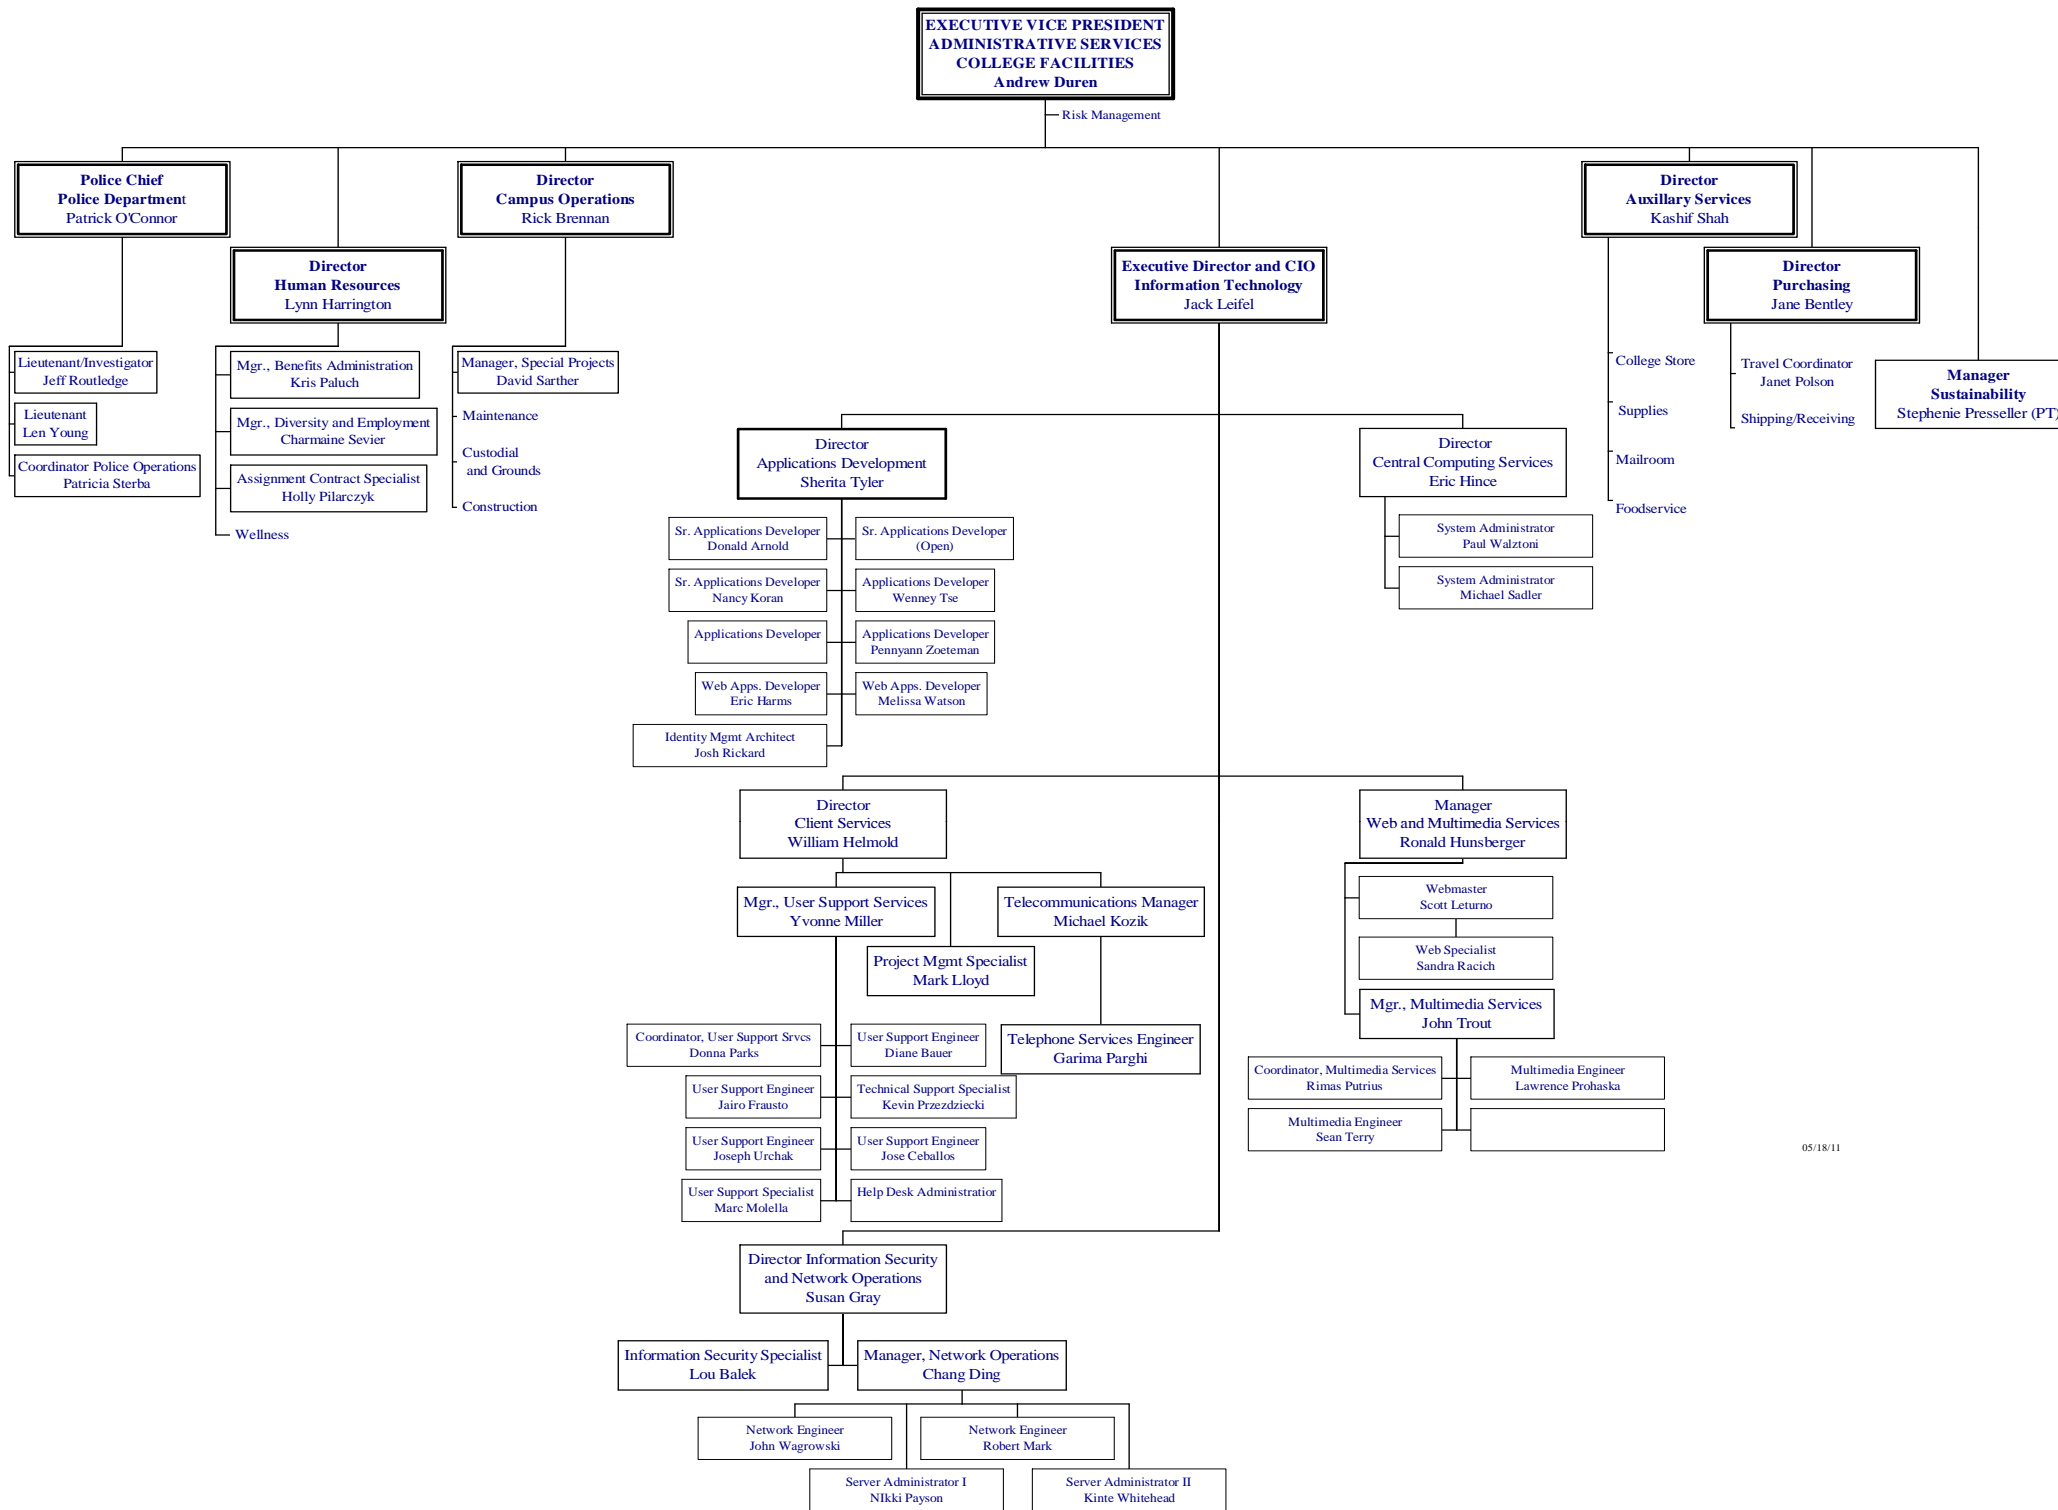 EXECUTIVE VICE PRESIDENT
ADMINISTRATIVE SERVICES
COLLEGE FACILITIES
Andrew Duren
Risk Management
Police Chief
Police Department
Patrick O'Connor
Director
Campus Operations
Rick Brennan
Director
Auxillary Services
Kashif Shah
Director
Human Resources
Lynn Harrington
Executive Director and CIO
Information Technology
Jack Leifel
Director
Purchasing
Jane Bentley
Lieutenant/Investigator
Jeff Routledge
Lieutenant
Len Young
Coordinator Police Operations
Patricia Sterba
Mgr., Benefits Administration
Kris Paluch
Mgr., Diversity and Employment
Charmaine Sevier
Assignment Contract Specialist
Holly Pilarczyk
Wellness
Manager, Special Projects
David Sarther
Maintenance
Custodial
and Grounds
Construction
College Store
Supplies
Mailroom
Foodservice
Travel Coordinator
Janet Polson
Shipping/Receiving
Manager
Sustainability
Stephenie Presseller (PT)
Director
Applications Development
Sherita Tyler
Director
Central Computing Services
Eric Hince
Sr. Applications Developer
Donald Arnold
Sr. Applications Developer
(Open)
Sr. Applications Developer
Nancy Koran
Applications Developer
Wenney Tse
Applications Developer
Applications Developer
Pennyann Zoeteman
Web Apps. Developer
Eric Harms
Web Apps. Developer
Melissa Watson
Identity Mgmt Architect
Josh Rickard
System Administrator
Paul Walztoni
System Administrator
Michael Sadler
Director
Client Services
William Helmold
Manager
Web and Multimedia Services
Ronald Hunsberger
Mgr., User Support Services
Yvonne Miller
Telecommunications Manager
Michael Kozik
Project Mgmt Specialist
Mark Lloyd
Webmaster
Scott Leturno
Web Specialist
Sandra Racich
Mgr., Multimedia Services
John Trout
Coordinator, User Support Srvcs
Donna Parks
User Support Engineer
Diane Bauer
Telephone Services Engineer
Garima Parghi
User Support Engineer
Jairo Frausto
Technical Support Specialist
Kevin Przezdziecki
User Support Engineer
Joseph Urchak
User Support Engineer
Jose Ceballos
User Support Specialist
Marc Molella
Help Desk Administratior
Coordinator, Multimedia Services
Rimas Putrius
Multimedia Engineer
Lawrence Prohaska
Multimedia Engineer
Sean Terry
05/18/11
Director Information Security
and Network Operations
Susan Gray
Information Security Specialist
Lou Balek
Manager, Network Operations
Chang Ding
Network Engineer
John Wagrowski
Network Engineer
Robert Mark
Server Administrator I
NIkki Payson
Server Administrator II
Kinte Whitehead